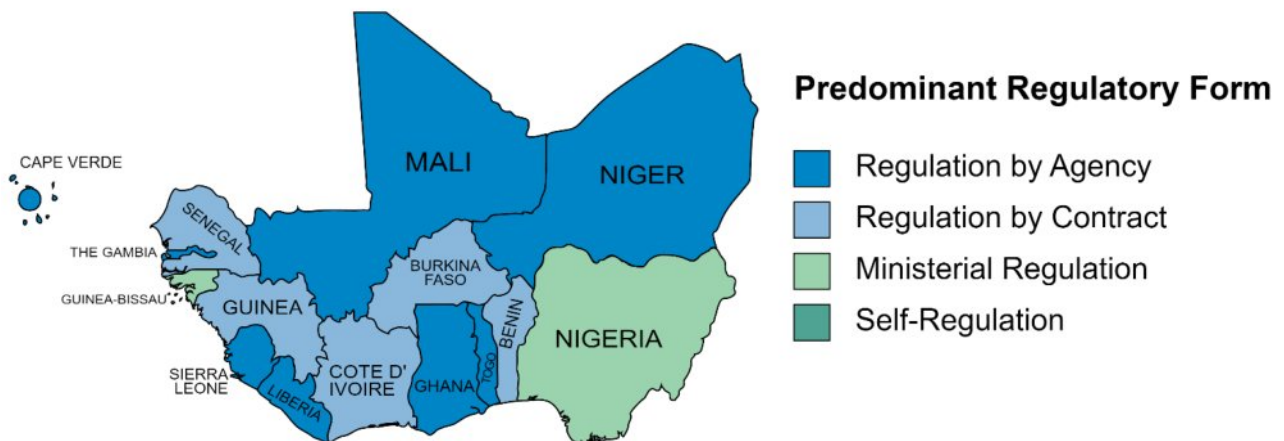 Predominant Regulatory Form
Regulation by Agency
Regulation by Contract
Ministerial Regulation
Self-Regulation
CAPE VERDE
MALI
NIGER
SENEGAL
THE GAMBIA
GUINEA-BISSAU
GUINEA
BURKINA
FASO
BENIN
NIGERIA
SIERRA
LEONE
LIBERIA
COTE D'
IVOIRE
GHANA
TOGO